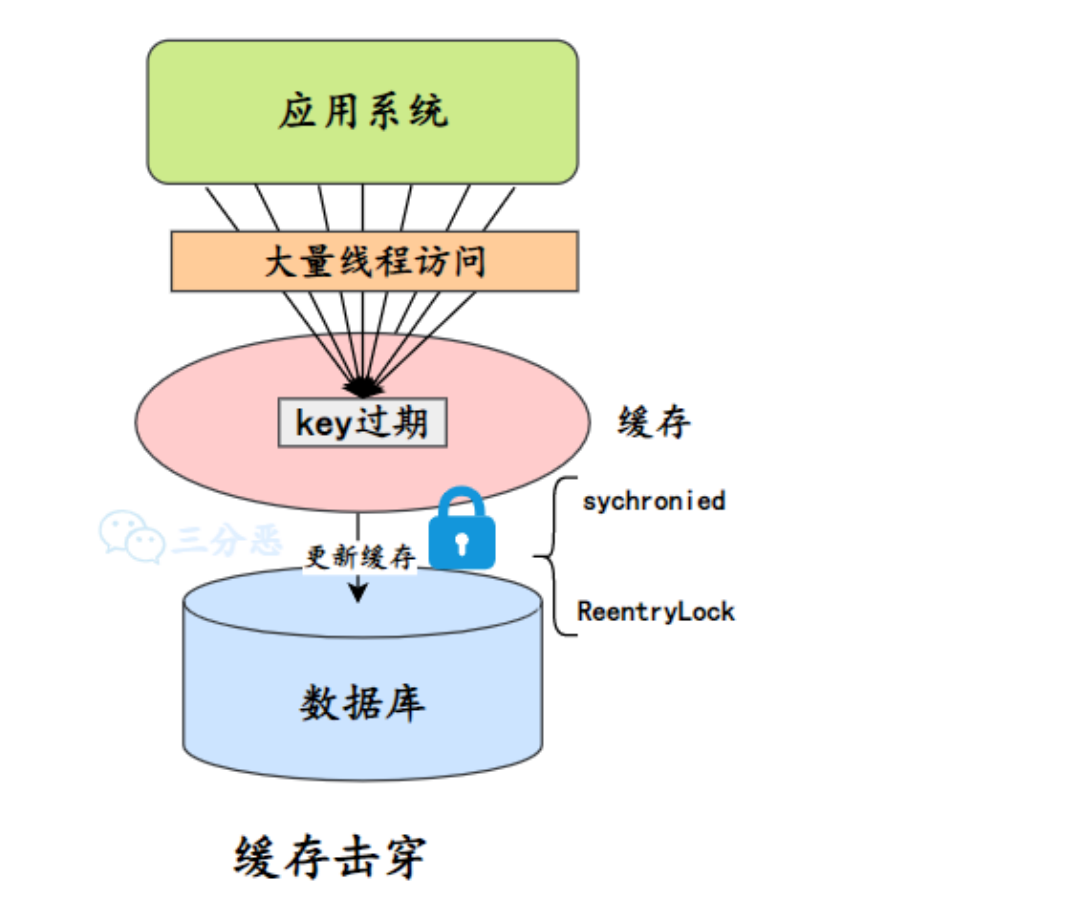 应用系统
大量线程访问
key过期
缓存
sychronied
三分恶
更新缓存
ReentryLock
数据库
缓存击穿